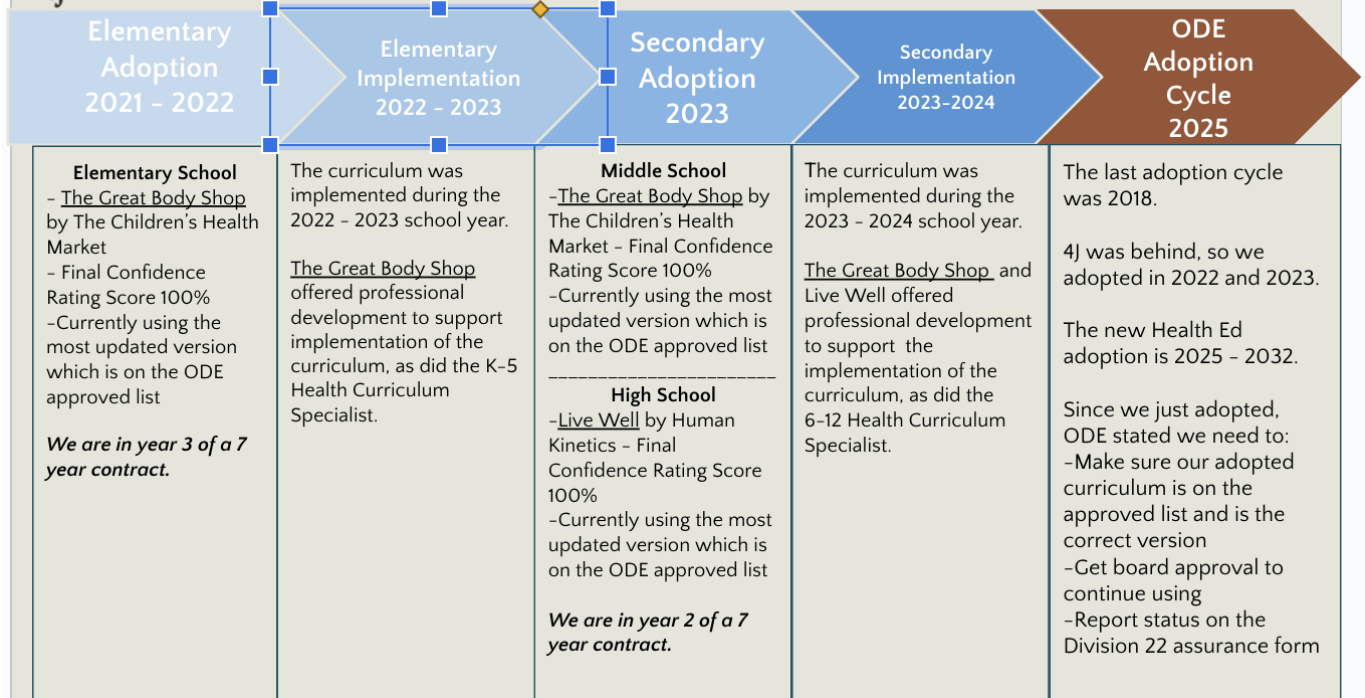 Elementary
Adoption
2021 - 2022
Elementary
Implementation
2022 - 2023
Secondary
Adoption
2023
Secondary
Implementation
2023-2024
ODE
Adoption
Cycle
2025
Elementary School
- The Great Body Shop
by The Children's Health
Market
- Final Confidence
Rating Score 100%
-Currently using the
most updated version
which is on the ODE
approved list
We are in year 3 of a 7
year contract.
The curriculum was
implemented during the
2022 - 2023 school year.
The Great Body Shop
offered professional
development to support
implementation of the
curriculum, as did the K-5
Health Curriculum
Specialist.
Middle School
-The Great Body Shop by
The Children's Health
Market - Final Confidence
Rating Score 100%
-Currently using the most
updated version which is
on the ODE approved list
_______________________
High School
-Live Well by Human
Kinetics - Final
Confidence Rating Score
100%
-Currently using the most
updated version which is
on the ODE approved list
We are in year 2 of a 7
year contract.
The curriculum was
implemented during the
2023 - 2024 school year.
The Great Body Shop and
Live Well offered
professional development
to support the
implementation of the
curriculum, as did the
6-12 Health Curriculum
Specialist.
The last adoption cycle
was 2018.
4J was behind, so we
adopted in 2022 and 2023.
The new Health Ed
adoption is 2025 - 2032.
Since we just adopted,
ODE stated we need to:
-Make sure our adopted
curriculum is on the
approved list and is the
correct version
-Get board approval to
continue using
-Report status on the
Division 22 assurance form